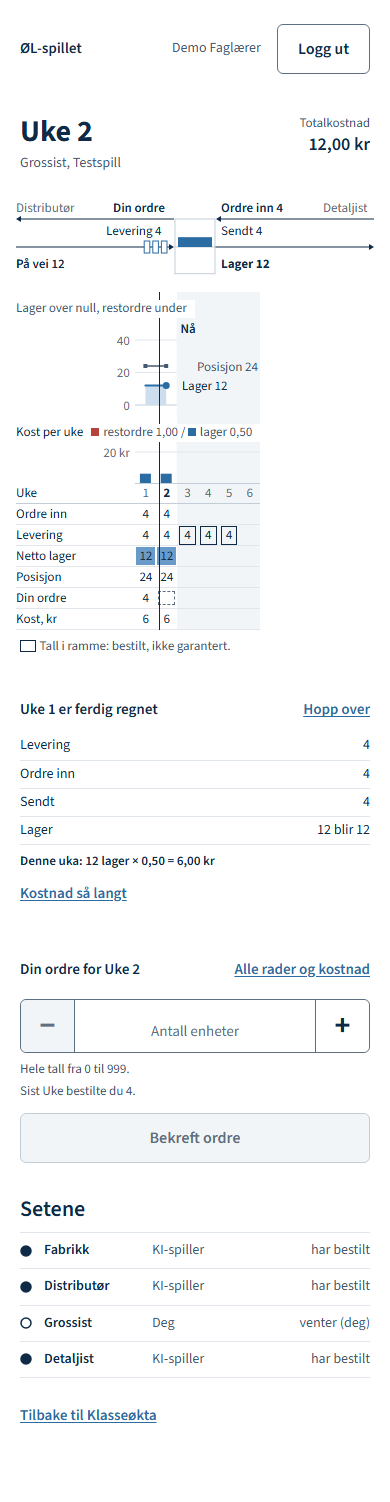 ØL-spillet Demo Faglærer Logg ut
Uke 2 Totalkostnad
12,00 kr
Grossist, Testspill
Distributør Din ordre Ordre inn 4 Detaljist
Levering 4 Sendt 4
På vei 12 Lager 12
Lager over null, restordre under
Nå
40
20 Posisjon 24
Lager 12
0
Kost per uke restordre 1,00 / lager 0,50
20 kr
Uke 1 2 3 4 5 6
Ordre inn 4 4
Levering 4 4 4 4 4
Netto lager 12 12
Posisjon 24 24
Din ordre 4
Kost, kr 6 6
Tall i ramme: bestilt, ikke garantert.
Uke 1 er ferdig regnet Hopp over
Levering 4
Ordre inn 4
Sendt 4
Lager 12 blir 12
Denne uka: 12 lager × 0,50 = 6,00 kr
Kostnad så langt
Din ordre for Uke 2 Alle rader og kostnad
− Antall enheter +
Hele tall fra 0 til 999.
Sist Uke bestilte du 4.
Bekreft ordre
Setene
Fabrikk KI-spiller har bestilt
Distributør KI-spiller har bestilt
Grossist Deg venter (deg)
Detaljist KI-spiller har bestilt
Tilbake til Klasseøkta